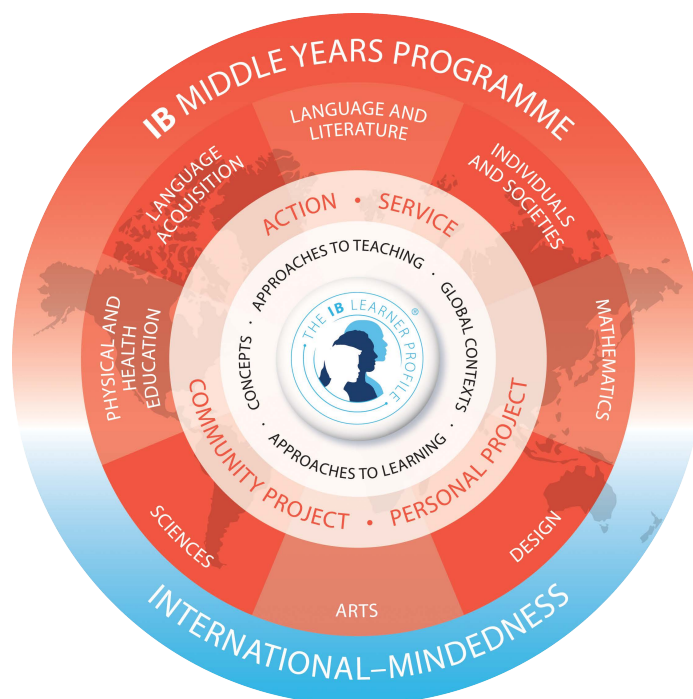 IB MIDDLE YEARS PROGRAMME
LANGUAGE AND
LITERATURE
INDIVIDUALS
AND SOCIETIES
MATHEMATICS
DESIGN
ARTS
SCIENCES
PHYSICAL AND
HEALTH
EDUCATION
LANGUAGE
ACQUISITION
ACTION • SERVICE
PERSONAL PROJECT
•
COMMUNITY PROJECT
APPROACHES TO TEACHING ·
GLOBAL CONTEXTS ·
APPROACHES TO LEARNING ·
CONCEPTS ·
THE IB LEARNER PROFILE ®
INTERNATIONAL–MINDEDNESS